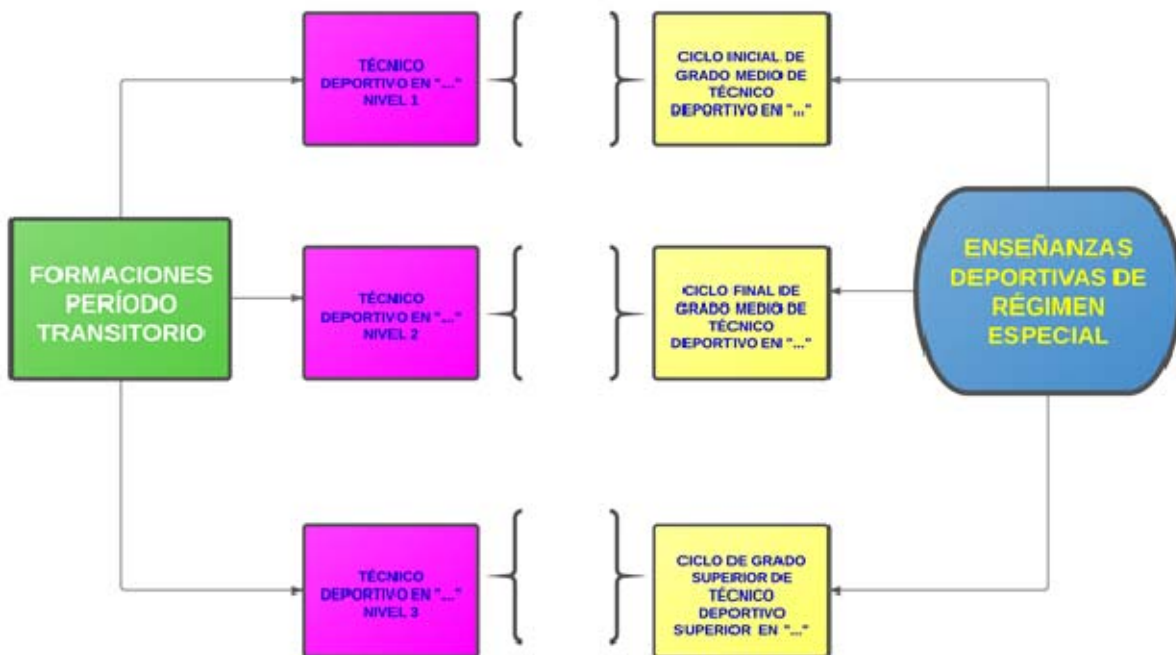 TÉCNICO
DEPORTIVO EN "...."
NIVEL 1
CICLO INICIAL DE
GRADO MEDIO DE
TÉCNICO
DEPORTIVO EN "..."
FORMACIONES
PERÍODO
TRANSITORIO
TÉCNICO
DEPORTIVO EN "...."
NIVEL 2
CICLO FINAL DE
GRADO MEDIO DE
TÉCNICO
DEPORTIVO EN "..."
ENSEÑANZAS
DEPORTIVAS DE
RÉGIMEN
ESPECIAL
TÉCNICO
DEPORTIVO EN "...."
NIVEL 3
CICLO DE GRADO
SUPERIOR DE
TÉCNICO
DEPORTIVO
SUPERIOR EN "..."